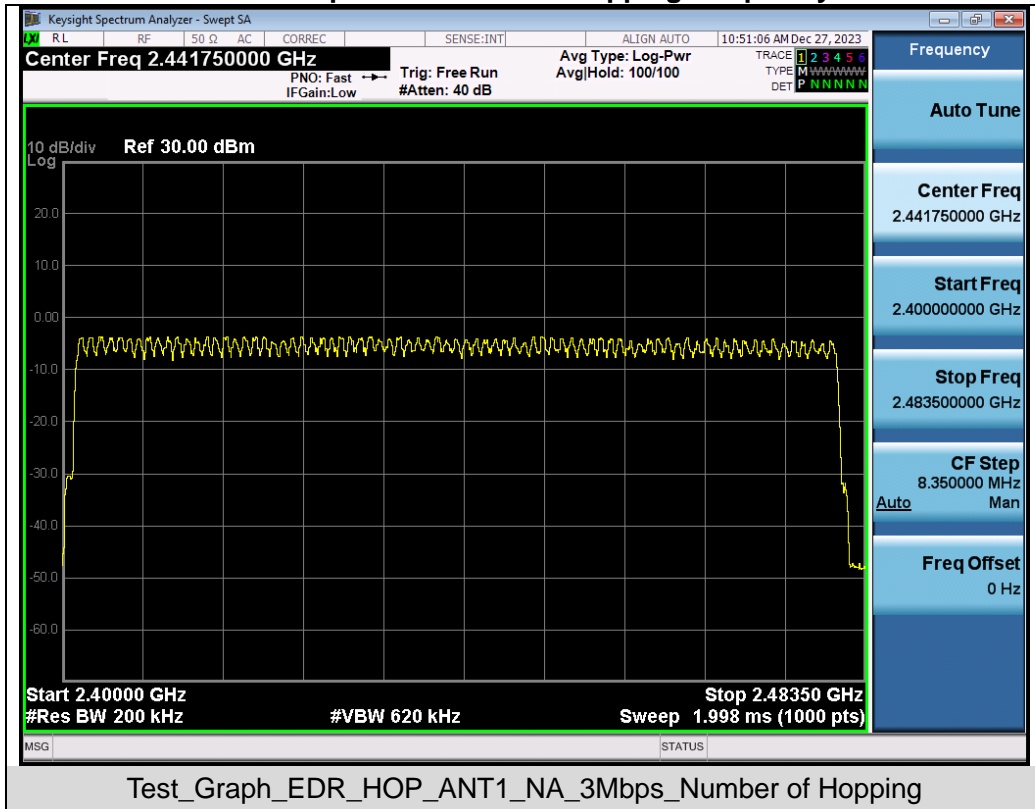 Keysight Spectrum Analyzer - Swept SA
LXI RL RF 50 Ω AC CORREC SENSE:INT ALIGN AUTO 10:51:06 AM Dec 27, 2023
Center Freq 2.441750000 GHz
PNO: Fast
IFGain:Low
Trig: Free Run
#Atten: 40 dB
Avg Type: Log-Pwr
Avg|Hold: 100/100
TRACE 1 2 3 4 5 6
TYPE M WWWWW
DET P N N N N N
10 dB/div Ref 30.00 dBm
Log
20.0
10.0
0.00
-10.0
-20.0
-30.0
-40.0
-50.0
-60.0
Start 2.40000 GHz Stop 2.48350 GHz
#Res BW 200 kHz #VBW 620 kHz Sweep 1.998 ms (1000 pts)
MSG STATUS
Frequency
Auto Tune
Center Freq
2.441750000 GHz
Start Freq
2.400000000 GHz
Stop Freq
2.483500000 GHz
CF Step
8.350000 MHz
Auto Man
Freq Offset
0 Hz
Test_Graph_EDR_HOP_ANT1_NA_3Mbps_Number of Hopping